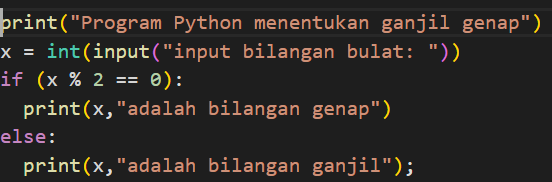 print("Program Python menentukan ganjil genap")
x = int(input("input bilangan bulat: "))
if (x % 2 == 0):
  print(x,"adalah bilangan genap")
else:
  print(x,"adalah bilangan ganjil");